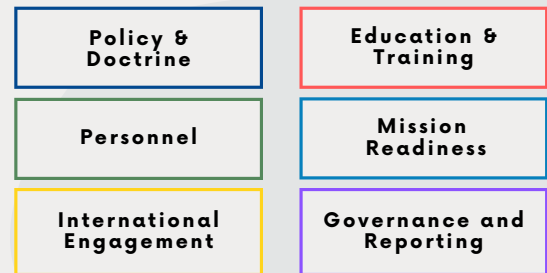 Policy &
Doctrine
Education &
Training
Personnel
Mission
Readiness
International
Engagement
Governance and
Reporting